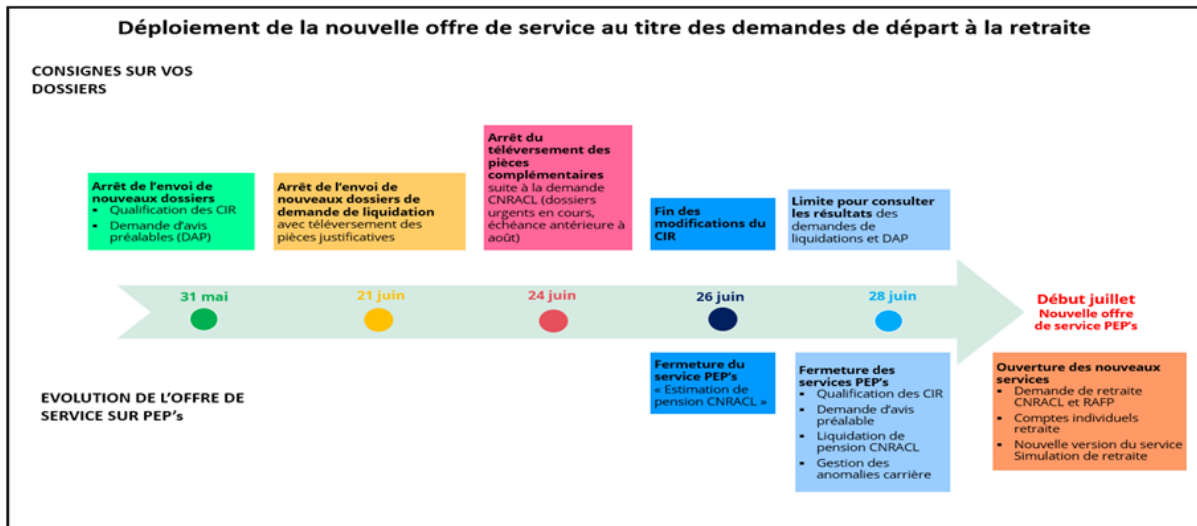 Déploiement de la nouvelle offre de service au titre des demandes de départ à la retraite
CONSIGNES SUR VOS
DOSSIERS
Arrêt de l'envoi de
nouveaux dossiers
▪ Qualification des CIR
▪ Demande d'avis
préalables (DAP)
Arrêt de l'envoi de
nouveaux dossiers de
demande de liquidation
avec téléversement des
pièces justificatives
Arrêt du
téléversement des
pièces
complémentaires
suite à la demande
CNRACL (dossiers
urgents en cours,
échéance antérieure à
août)
Fin des
modifications du
CIR
Limite pour consulter
les résultats des
demandes de
liquidations et DAP
31 mai
21 juin
24 juin
26 juin
28 juin
Début juillet
Nouvelle offre
de service PEP's
EVOLUTION DE L'OFFRE DE
SERVICE SUR PEP's
Fermeture du
service PEP's
« Estimation de
pension CNRACL »
Fermeture des
services PEP's
▪ Qualification des CIR
▪ Demande d'avis
préalable
▪ Liquidation de
pension CNRACL
▪ Gestion des
anomalies carrière
Ouverture des nouveaux
services
▪ Demande de retraite
CNRACL et RAFP
▪ Comptes individuels
retraite
▪ Nouvelle version du service
Simulation de retraite